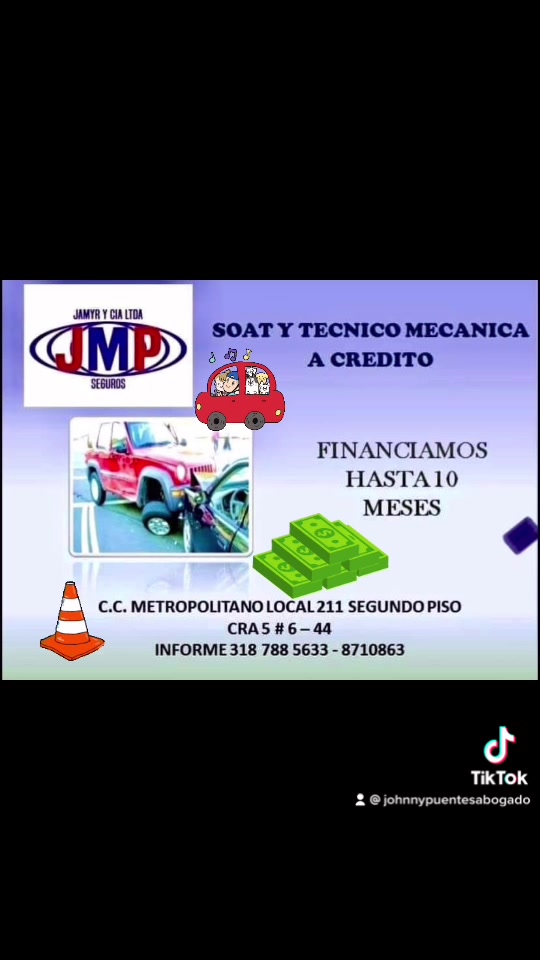 JAMYR Y CIA LTDA
JMP
SEGUROS
SOAT Y TECNICO MECANICA
A CREDITO
FINANCIAMOS
HASTA 10
MESES
C.C. METROPOLITANO LOCAL 211 SEGUNDO PISO
CRA 5 # 6 – 44
INFORME 318 788 5633 - 8710863
TikTok
@ johnnypuentesabogado